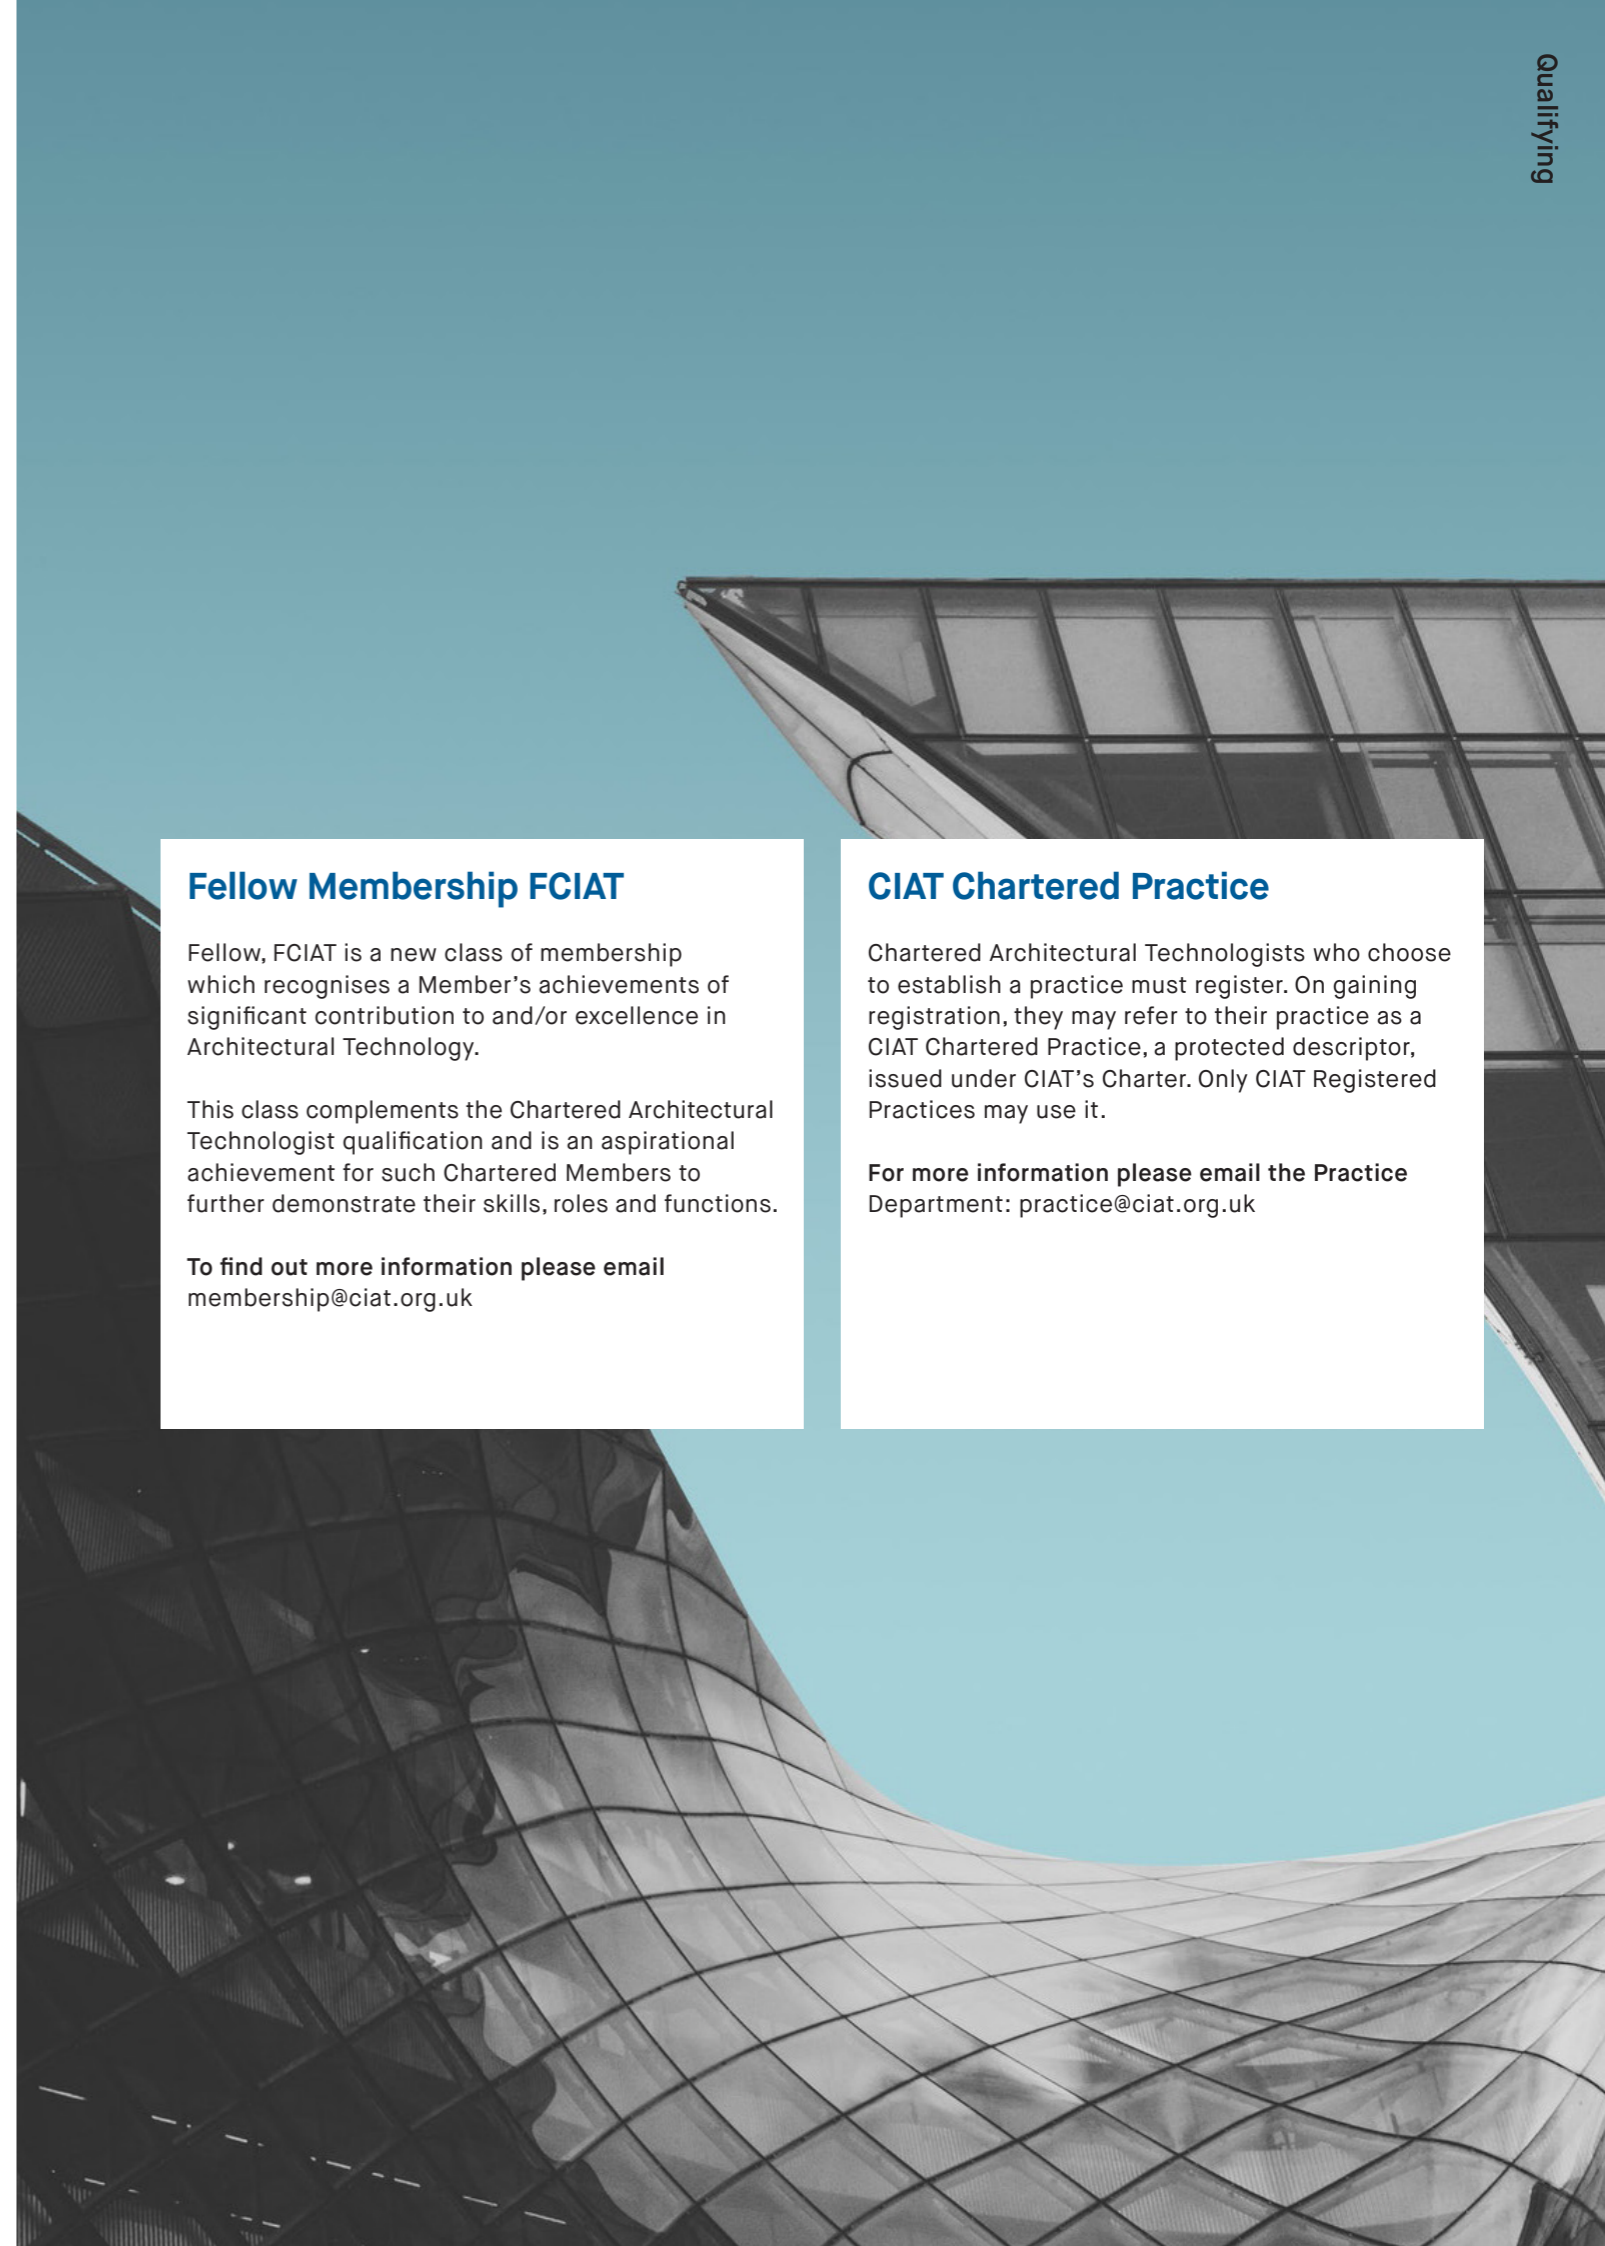 Qualifying
Fellow Membership FCIAT
Fellow, FCIAT is a new class of membership
which recognises a Member's achievements of
significant contribution to and/or excellence in
Architectural Technology.
This class complements the Chartered Architectural
Technologist qualification and is an aspirational
achievement for such Chartered Members to
further demonstrate their skills, roles and functions.
To find out more information please email
membership@ciat.org.uk
CIAT Chartered Practice
Chartered Architectural Technologists who choose
to establish a practice must register. On gaining
registration, they may refer to their practice as a
CIAT Chartered Practice, a protected descriptor,
issued under CIAT's Charter. Only CIAT Registered
Practices may use it.
For more information please email the Practice
Department: practice@ciat.org.uk